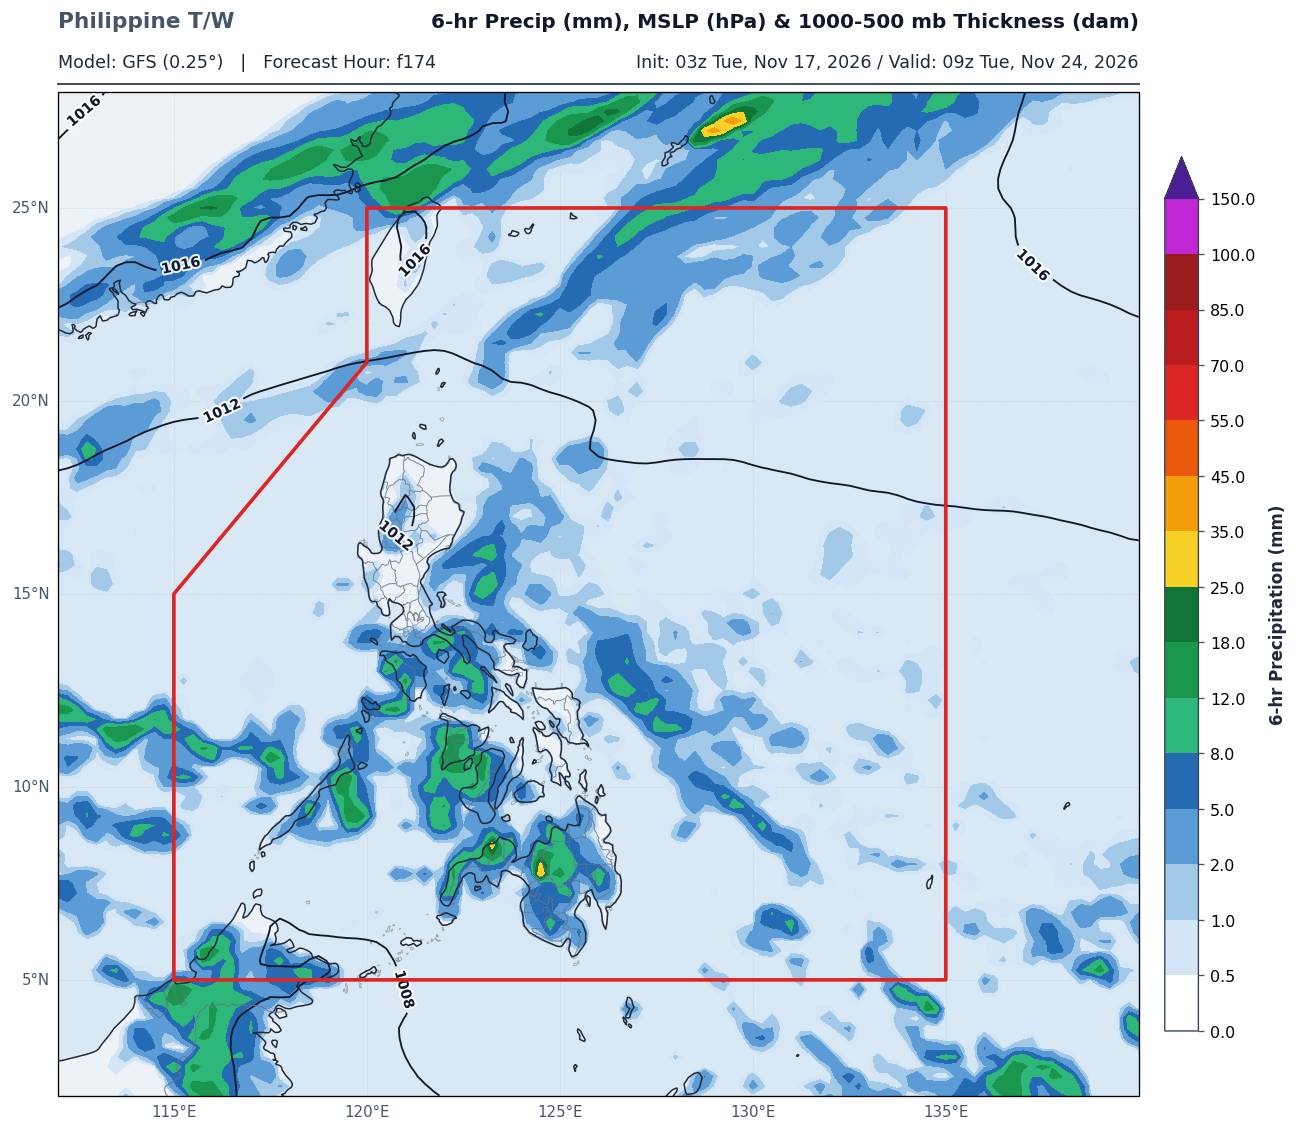 Philippine T/W
6-hr Precip (mm), MSLP (hPa) & 1000-500 mb Thickness (dam)
Model: GFS (0.25°) | Forecast Hour: f174
Init: 03z Tue, Nov 17, 2026 / Valid: 09z Tue, Nov 24, 2026
1016
1016
1016
1016
1012
1012
1008
25°N
20°N
15°N
10°N
5°N
115°E
120°E
125°E
130°E
135°E
150.0
100.0
85.0
70.0
55.0
45.0
35.0
25.0
18.0
12.0
8.0
5.0
2.0
1.0
0.5
0.0
6-hr Precipitation (mm)